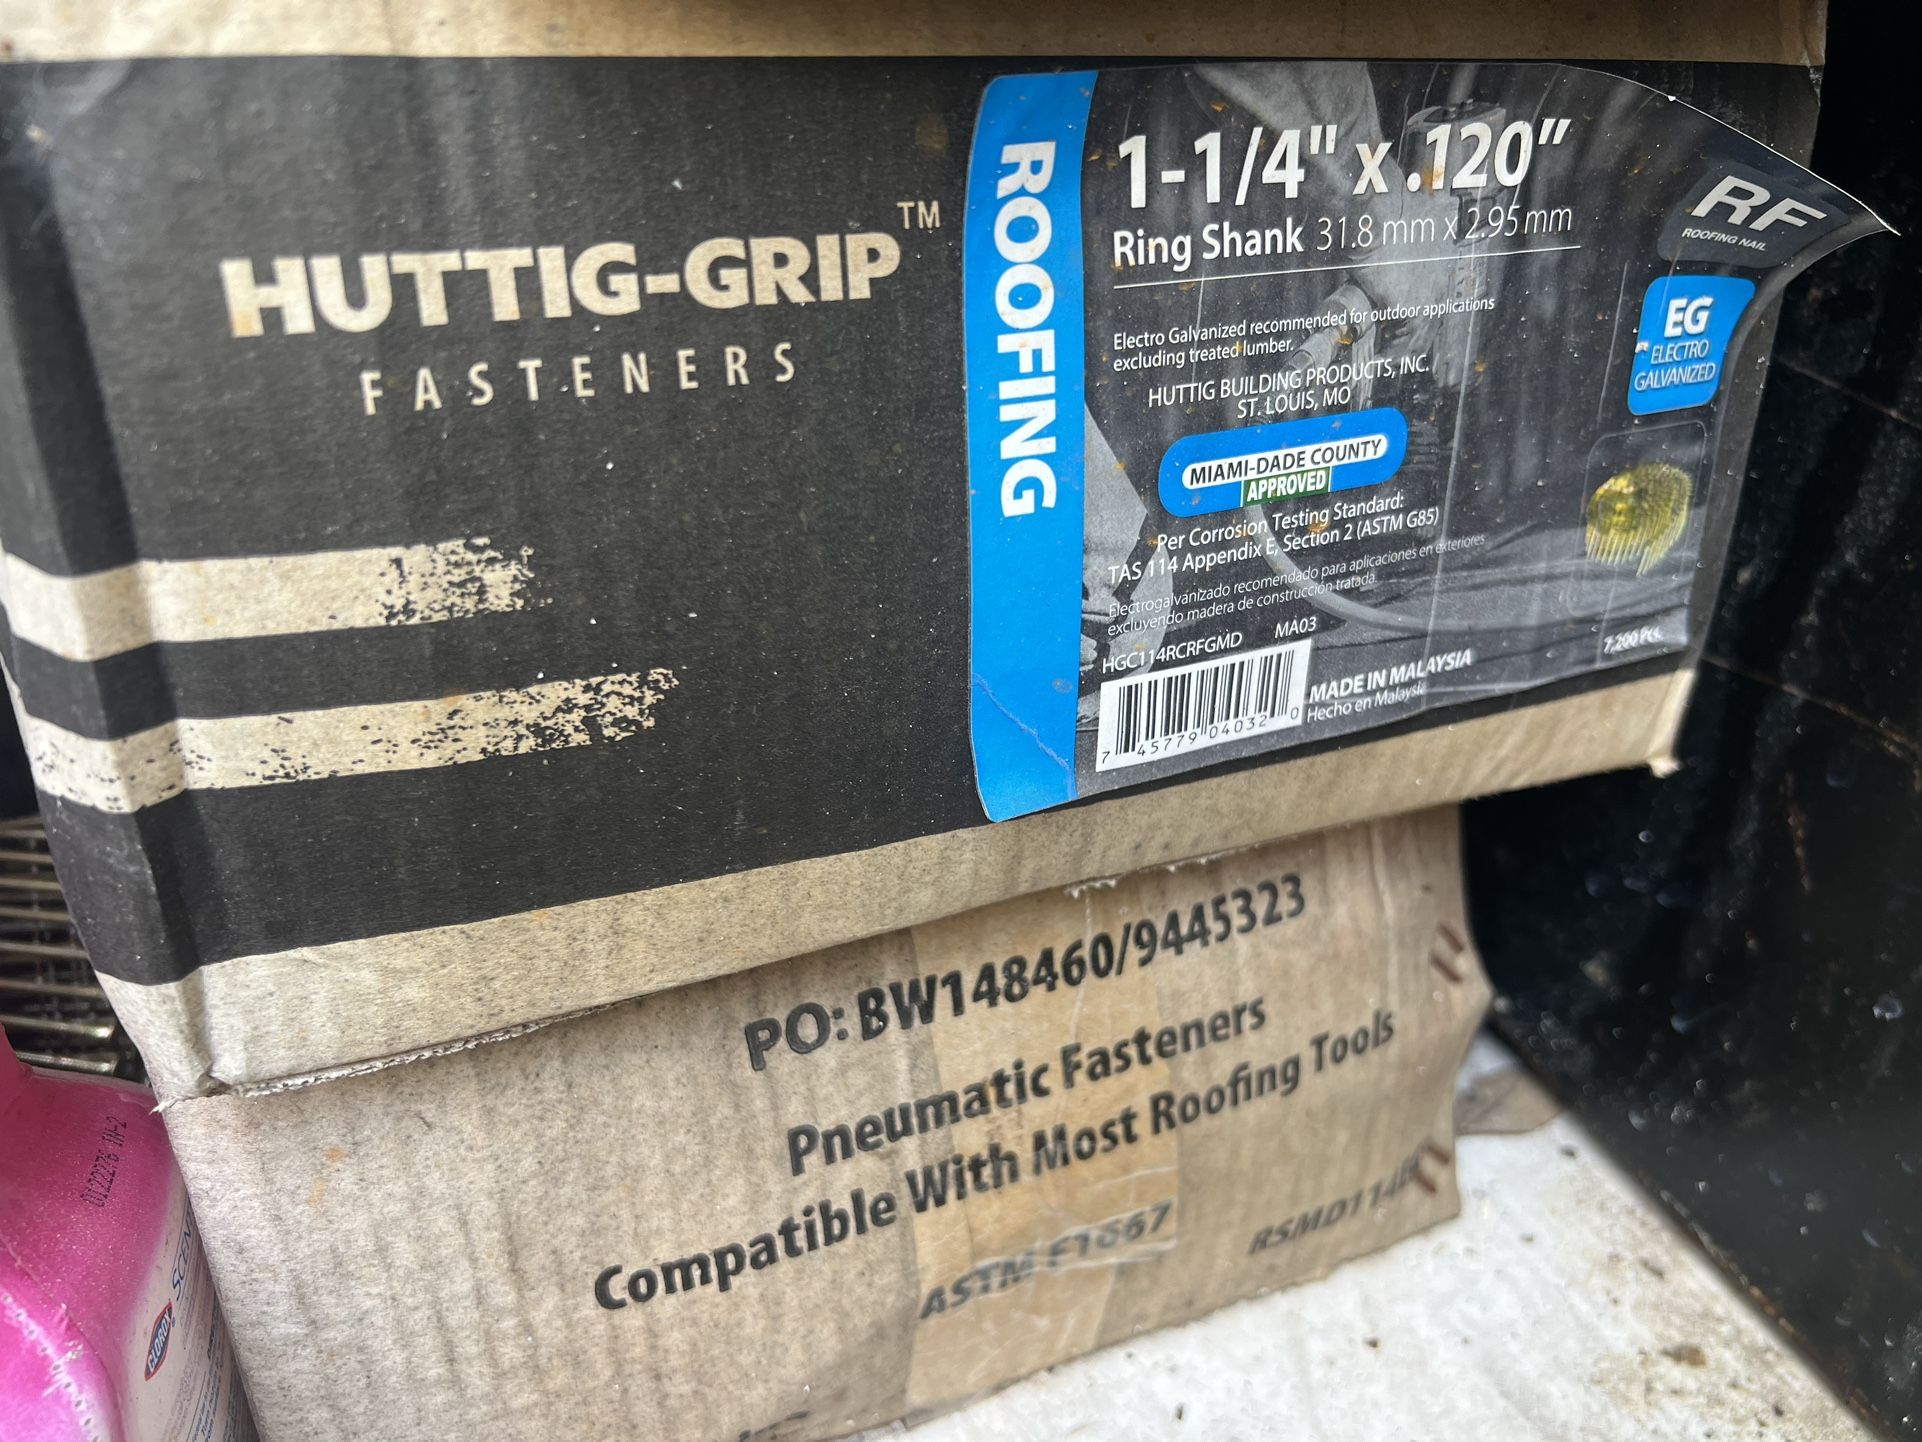 HUTTIG-GRIP™
FASTENERS
ROOFING
1-1/4" x .120"
Ring Shank 31.8 mm x 2.95 mm
RF
ROOFING NAIL
EG
ELECTRO
GALVANIZED
Electro Galvanized recommended for outdoor applications
excluding treated lumber.
HUTTIG BUILDING PRODUCTS, INC.
ST. LOUIS, MO
MIAMI-DADE COUNTY
APPROVED
Per Corrosion Testing Standard:
TAS 114 Appendix E, Section 2 (ASTM G85)
Electrogalvanizado recomendado para aplicaciones en exteriores
excluyendo madera de construcción tratada.
HGC114RCRFGMD MA03
7,200 Pcs.
MADE IN MALAYSIA
Hecho en Malaysia
7 45779 04032 0
PO: BW148460/9445323
Pneumatic Fasteners
Compatible With Most Roofing Tools
ASTM F1667
CLOROX